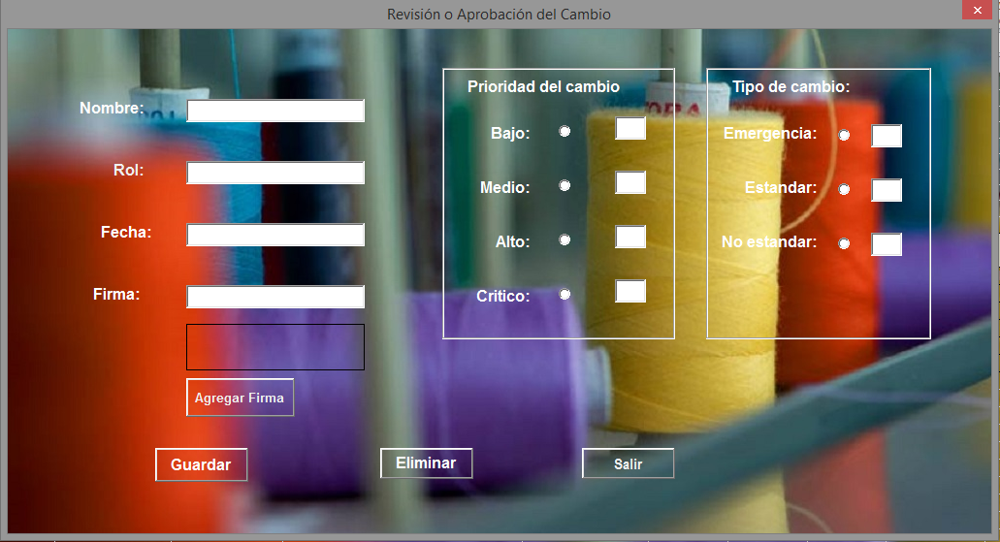 Revisión o Aprobación del Cambio
Nombre:
Rol:
Fecha:
Firma:
Agregar Firma
Prioridad del cambio
Bajo:
Medio:
Alto:
Critico:
Tipo de cambio:
Emergencia:
Estandar:
No estandar:
Guardar
Eliminar
Salir